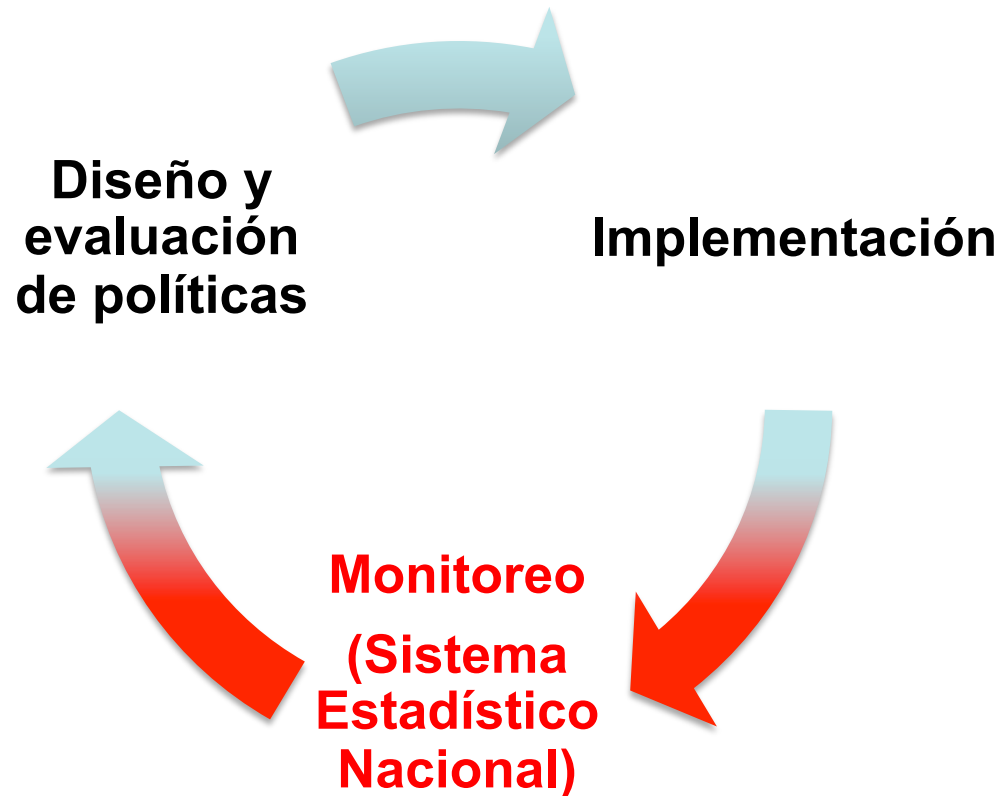 Diseño y
evaluación
de políticas
Implementación
Monitoreo
(Sistema
Estadístico
Nacional)